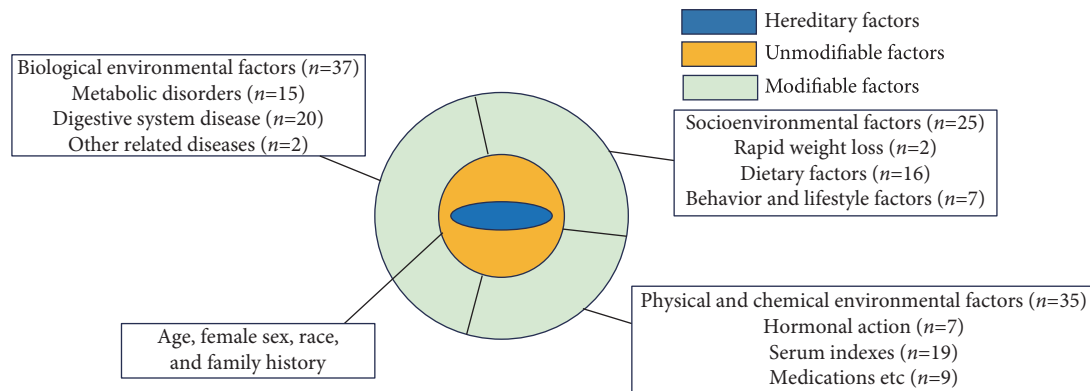 Hereditary factors
Unmodifiable factors
Modifiable factors
Biological environmental factors (n=37)
Metabolic disorders (n=15)
Digestive system disease (n=20)
Other related diseases (n=2)
Socioenvironmental factors (n=25)
Rapid weight loss (n=2)
Dietary factors (n=16)
Behavior and lifestyle factors (n=7)
Age, female sex, race,
and family history
Physical and chemical environmental factors (n=35)
Hormonal action (n=7)
Serum indexes (n=19)
Medications etc (n=9)